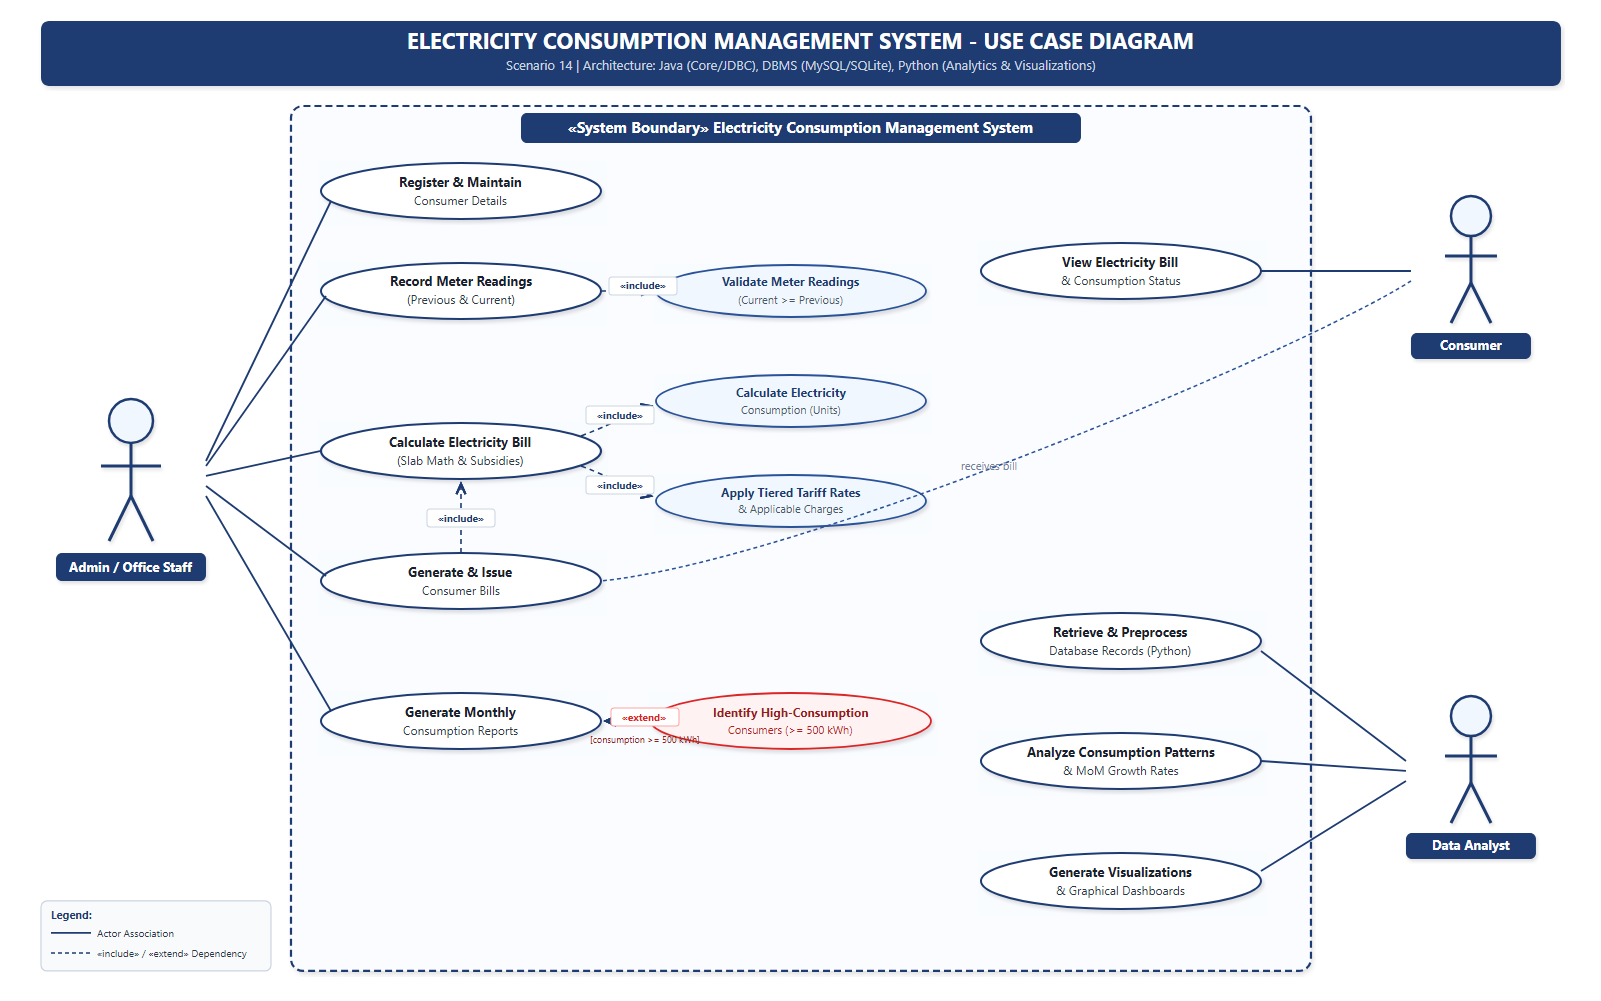 ELECTRICITY CONSUMPTION MANAGEMENT SYSTEM - USE CASE DIAGRAM
Scenario 14 | Architecture: Java (Core/JDBC), DBMS (MySQL/SQLite), Python (Analytics & Visualizations)
«System Boundary» Electricity Consumption Management System
Register & Maintain
Consumer Details
Record Meter Readings
(Previous & Current)
«include»
Validate Meter Readings
(Current >= Previous)
View Electricity Bill
& Consumption Status
Consumer
Calculate Electricity
Consumption (Units)
«include»
Calculate Electricity Bill
(Slab Math & Subsidies)
«include»
Apply Tiered Tariff Rates
& Applicable Charges
receives bill
«include»
Admin / Office Staff
Generate & Issue
Consumer Bills
Retrieve & Preprocess
Database Records (Python)
Generate Monthly
Consumption Reports
«extend»
[consumption >= 500 kWh]
Identify High-Consumption
Consumers (>= 500 kWh)
Analyze Consumption Patterns
& MoM Growth Rates
Data Analyst
Generate Visualizations
& Graphical Dashboards
Legend:
Actor Association
«include» / «extend» Dependency